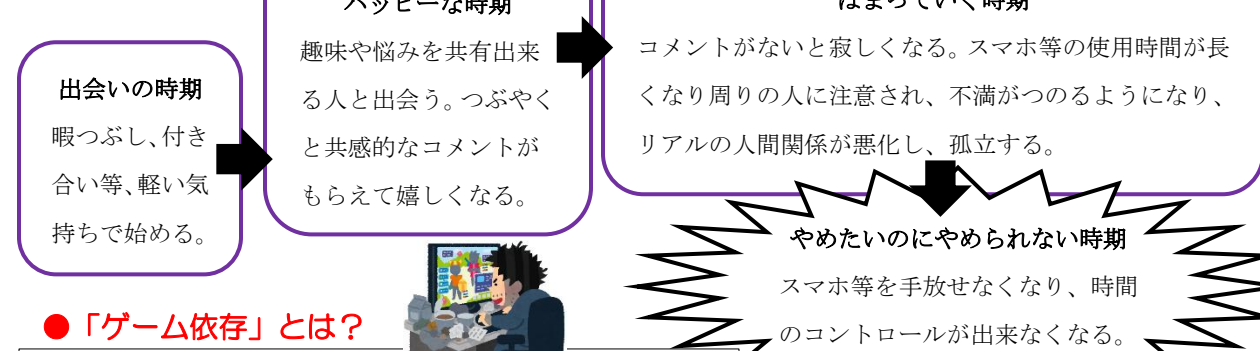 出会いの時期
暇つぶし、付き
合い等、軽い気
持ちで始める。
ハッピーな時期
趣味や悩みを共有出来
る人と出会う。つぶやく
と共感的なコメントが
もらえて嬉しくなる。
はまっていく時期
コメントがないと寂しくなる。スマホ等の使用時間が長
くなり周りの人に注意され、不満がつのるようになり、
リアルの人間関係が悪化し、孤立する。
やめたいのにやめられない時期
スマホ等を手放せなくなり、時間
のコントロールが出来なくなる。
●「ゲーム依存」とは？